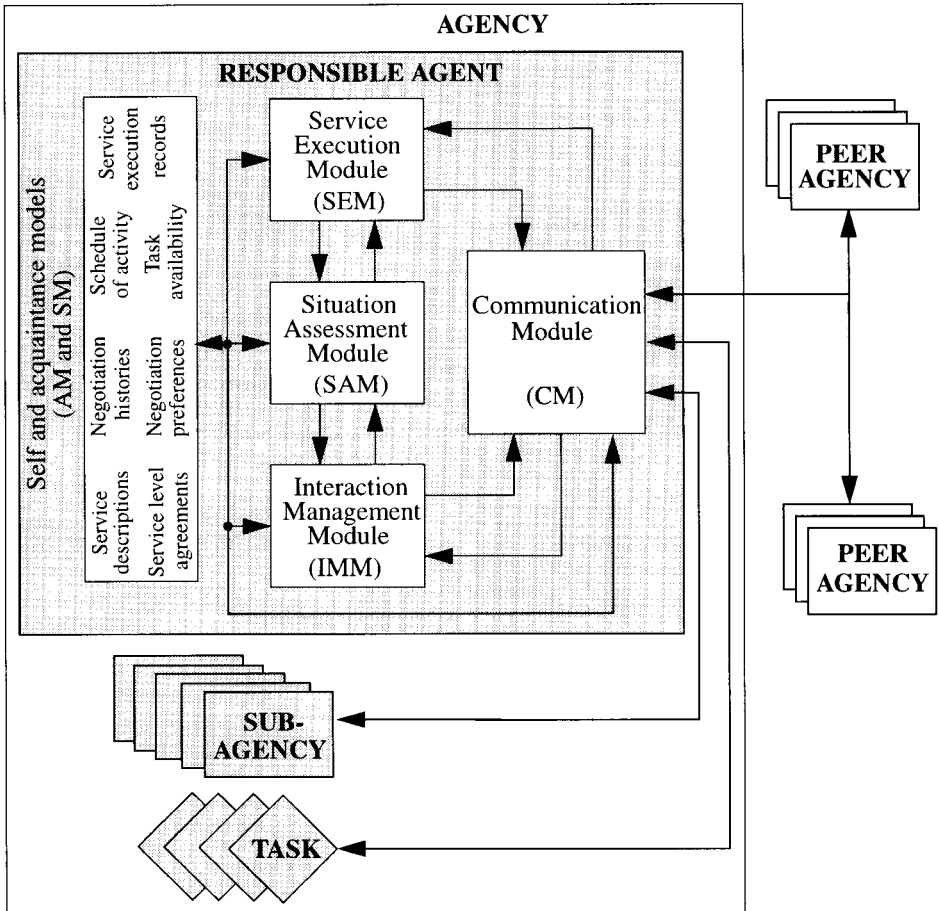 AGENCY
RESPONSIBLE AGENT
Self and acquaintance models
(AM and SM)
Service
execution
records
Schedule
of activity
Task
availability
Negotiation
histories
Negotiation
preferences
Service
descriptions
Service level
agreements
Service
Execution
Module
(SEM)
Situation
Assessment
Module
(SAM)
Interaction
Management
Module
(IMM)
Communication
Module
(CM)
PEER
AGENCY
PEER
AGENCY
SUB-
AGENCY
TASK